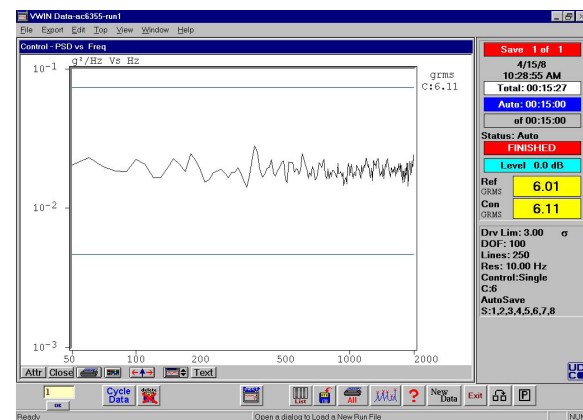 VWIN Data-ac6355-run1
File Export Edit Top View Window Help
Control - PSD vs Freq
g²/Hz Vs Hz
10⁻¹
10⁻²
10⁻³
grms
C:6.11
50 100 200 500 1000 2000
Attr Close Text
Save 1 of 1
4/15/8
10:28:55 AM
Total: 00:15:27
Auto: 00:15:00
of 00:15:00
Status: Auto
FINISHED
Level 0.0 dB
Ref
GRMS
6.01
Con
GRMS
6.11
Drv Lim: 3.00 σ
DOF: 100
Lines: 250
Res: 10.00 Hz
Control:Single
C:6
AutoSave
S:1,2,3,4,5,6,7,8
1
OK
Cycle
Data
delete
List
All
?
New
Data
Exit
P
Ready
Open a dialog to Load a New Run File
NUM